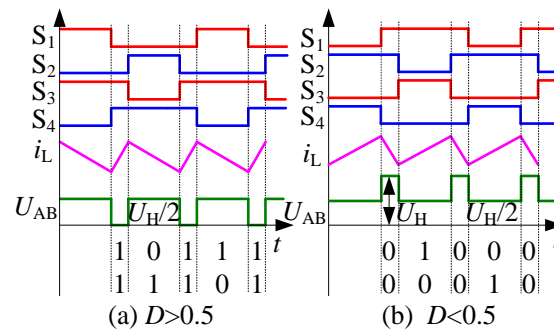 S1
S2
S3
S4
iL
UAB
UH/2
t
1 0 1 1 1
1 1 1 0 1
(a) D>0.5
S1
S2
S3
S4
iL
UAB
UH
UH/2
t
0 1 0 0 0
0 0 0 0 0
(b) D<0.5